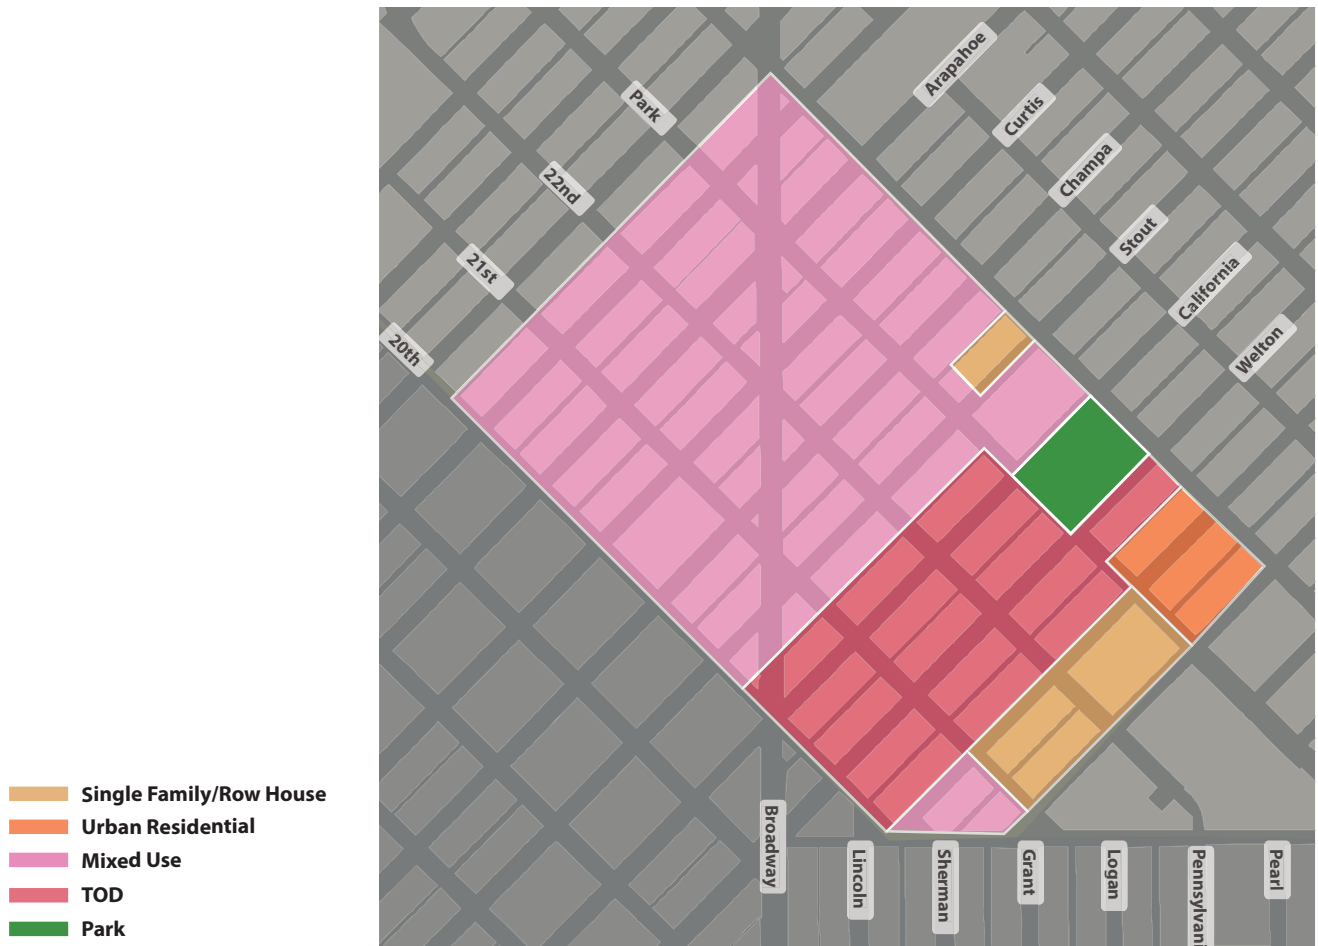 Arapahoe
Park
Curtis
Champa
22nd
Stout
21st
California
20th
Welton
Single Family/Row House
Urban Residential
Mixed Use
TOD
Park
Broadway
Lincoln
Sherman
Grant
Logan
Pennsylvani
Pearl